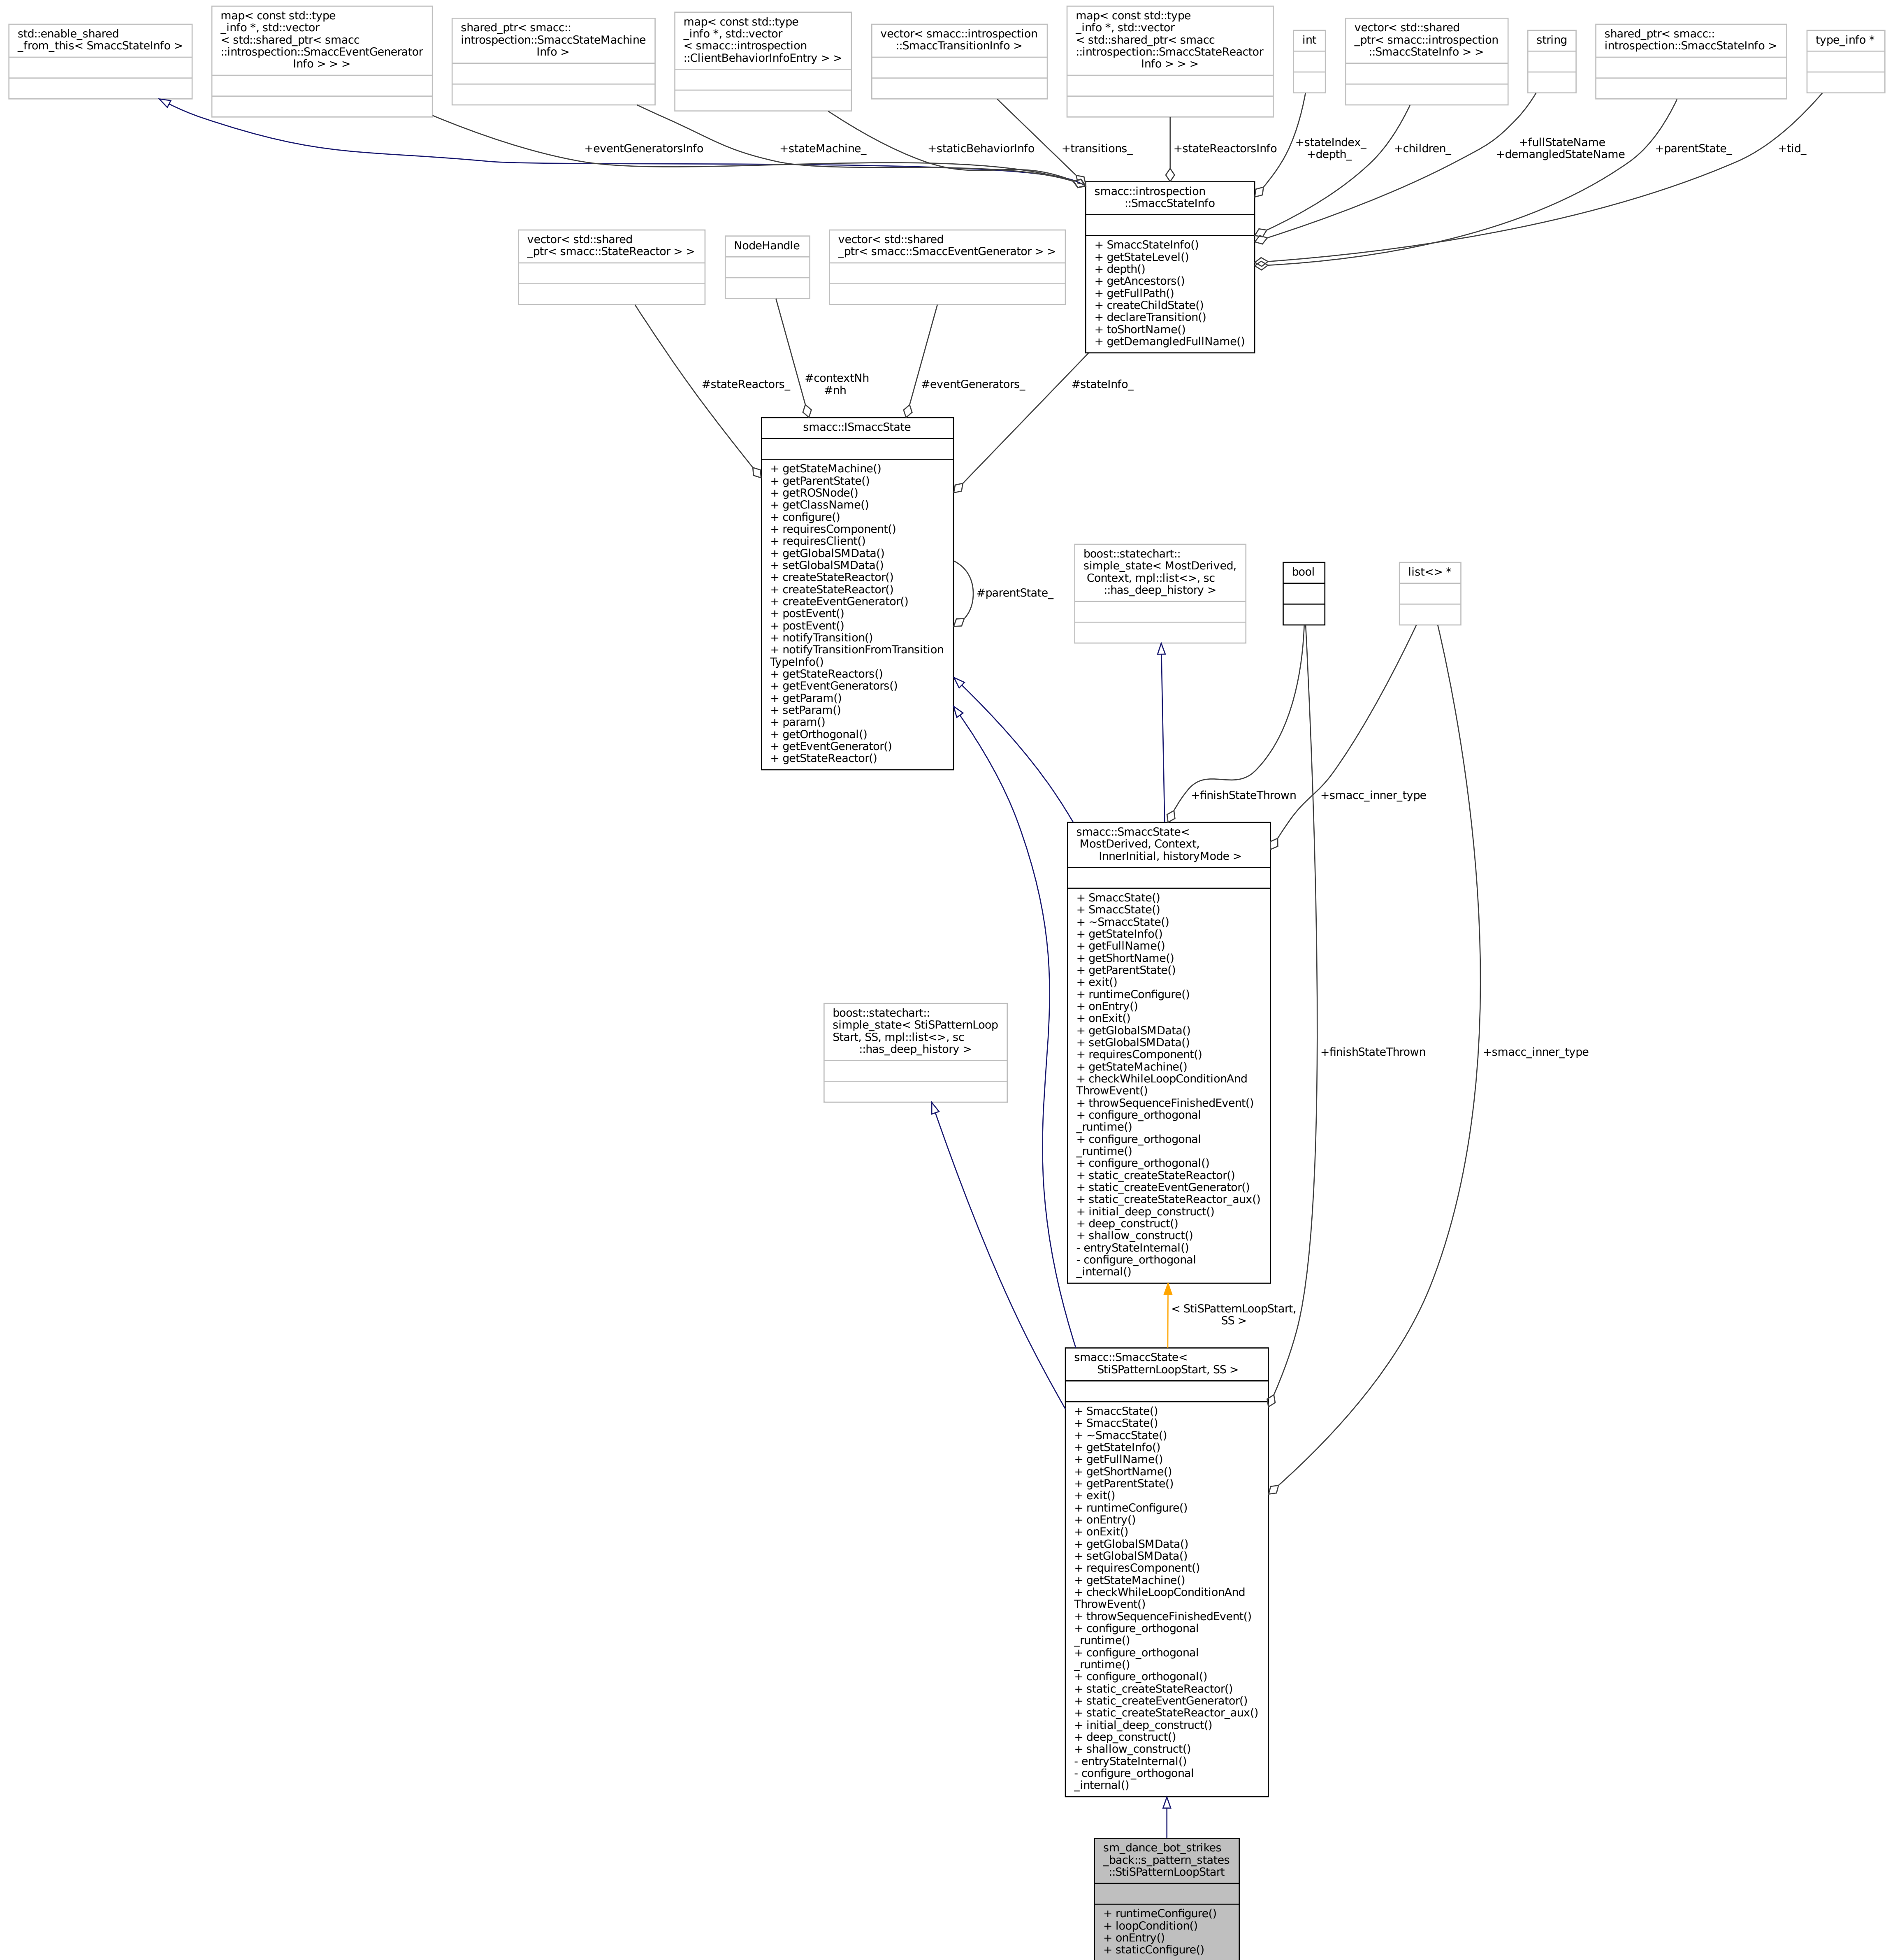 std::enable_shared
_from_this< SmaccStateInfo >
map< const std::type
_info *, std::vector
< std::shared_ptr< smacc
::introspection::SmaccEventGenerator
Info > > >
shared_ptr< smacc::
introspection::SmaccStateMachine
Info >
map< const std::type
_info *, std::vector
< smacc::introspection
::ClientBehaviorInfoEntry > >
vector< smacc::introspection
::SmaccTransitionInfo >
map< const std::type
_info *, std::vector
< std::shared_ptr< smacc
::introspection::SmaccStateReactor
Info > > >
int
vector< std::shared
_ptr< smacc::introspection
::SmaccStateInfo > >
string
shared_ptr< smacc::
introspection::SmaccStateInfo >
type_info *
+eventGeneratorsInfo
+stateMachine_
+staticBehaviorInfo
+transitions_
+stateReactorsInfo
+stateIndex_
+depth_
+children_
+fullStateName
+demangledStateName
+parentState_
+tid_
smacc::introspection
::SmaccStateInfo
+ SmaccStateInfo()
+ getStateLevel()
+ depth()
+ getAncestors()
+ getFullPath()
+ createChildState()
+ declareTransition()
+ toShortName()
+ getDemangledFullName()
vector< std::shared
_ptr< smacc::StateReactor > >
NodeHandle
vector< std::shared
_ptr< smacc::SmaccEventGenerator > >
#stateReactors_
#contextNh
#nh
#eventGenerators_
#stateInfo_
smacc::ISmaccState
+ getStateMachine()
+ getParentState()
+ getROSNode()
+ getClassName()
+ configure()
+ requiresComponent()
+ requiresClient()
+ getGlobalSMData()
+ setGlobalSMData()
+ createStateReactor()
+ createStateReactor()
+ createEventGenerator()
+ postEvent()
+ postEvent()
+ notifyTransition()
+ notifyTransitionFromTransition
TypeInfo()
+ getStateReactors()
+ getEventGenerators()
+ getParam()
+ setParam()
+ param()
+ getOrthogonal()
+ getEventGenerator()
+ getStateReactor()
#parentState_
boost::statechart::
simple_state< MostDerived,
Context, mpl::list<>, sc
::has_deep_history >
bool
list<> *
+finishStateThrown
+smacc_inner_type
smacc::SmaccState<
MostDerived, Context,
InnerInitial, historyMode >
+ SmaccState()
+ SmaccState()
+ ~SmaccState()
+ getStateInfo()
+ getFullName()
+ getShortName()
+ getParentState()
+ exit()
+ runtimeConfigure()
+ onEntry()
+ onExit()
+ getGlobalSMData()
+ setGlobalSMData()
+ requiresComponent()
+ getStateMachine()
+ checkWhileLoopConditionAnd
ThrowEvent()
+ throwSequenceFinishedEvent()
+ configure_orthogonal
_runtime()
+ configure_orthogonal
_runtime()
+ configure_orthogonal()
+ static_createStateReactor()
+ static_createEventGenerator()
+ static_createStateReactor_aux()
+ initial_deep_construct()
+ deep_construct()
+ shallow_construct()
- entryStateInternal()
- configure_orthogonal
_internal()
boost::statechart::
simple_state< StiSPatternLoop
Start, SS, mpl::list<>, sc
::has_deep_history >
+finishStateThrown
+smacc_inner_type
< StiSPatternLoopStart,
SS >
smacc::SmaccState<
StiSPatternLoopStart, SS >
+ SmaccState()
+ SmaccState()
+ ~SmaccState()
+ getStateInfo()
+ getFullName()
+ getShortName()
+ getParentState()
+ exit()
+ runtimeConfigure()
+ onEntry()
+ onExit()
+ getGlobalSMData()
+ setGlobalSMData()
+ requiresComponent()
+ getStateMachine()
+ checkWhileLoopConditionAnd
ThrowEvent()
+ throwSequenceFinishedEvent()
+ configure_orthogonal
_runtime()
+ configure_orthogonal
_runtime()
+ configure_orthogonal()
+ static_createStateReactor()
+ static_createEventGenerator()
+ static_createStateReactor_aux()
+ initial_deep_construct()
+ deep_construct()
+ shallow_construct()
- entryStateInternal()
- configure_orthogonal
_internal()
sm_dance_bot_strikes
_back::s_pattern_states
::StiSPatternLoopStart
+ runtimeConfigure()
+ loopCondition()
+ onEntry()
+ staticConfigure()